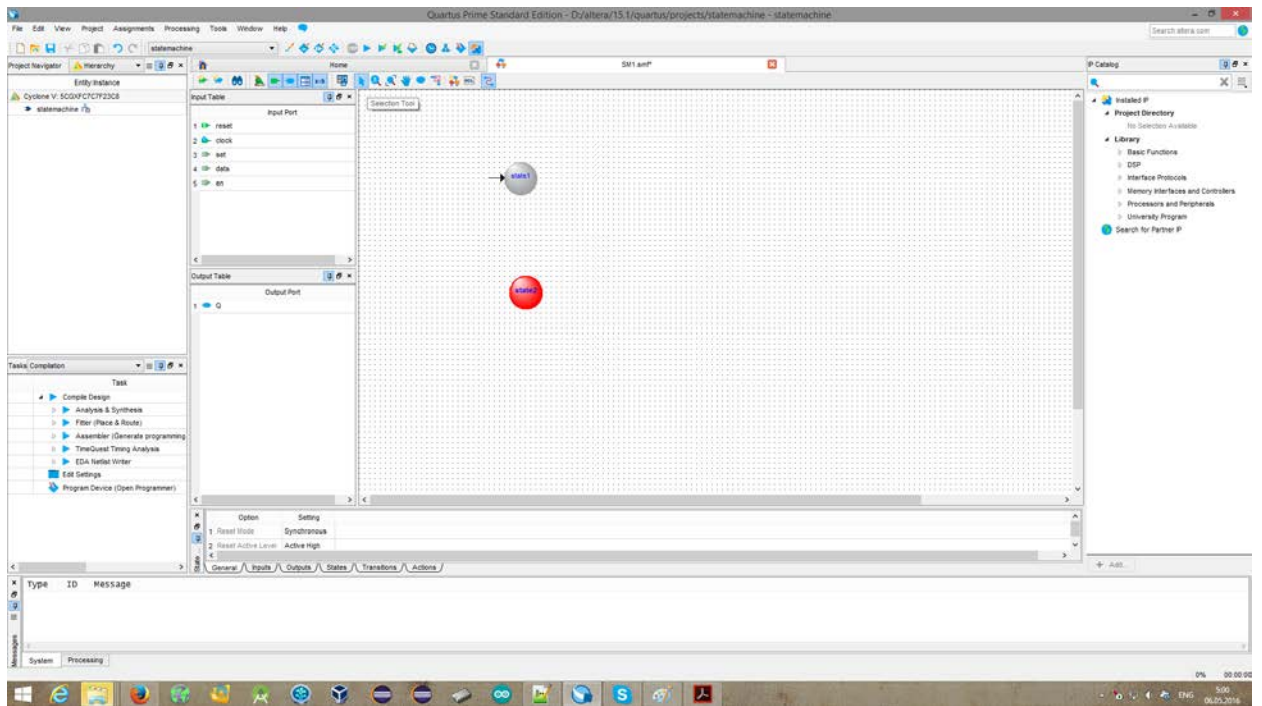 Quartus Prime Standard Edition - D:/altera/15.1/quartus/projects/statemachine - statemachine
File Edit View Project Assignments Processing Tools Window Help
Search altera.com
statemachine
Project Navigator Hierarchy
Entity:Instance
Cyclone V: 5CGXFC7C7F23C8
statemachine
Home
SM1.smf*
Input Table
Input Port
1 reset
2 clock
3 set
4 data
5 en
Output Table
Output Port
1 Q
Selection Tool
state1
state2
IP Catalog
Installed IP
Project Directory
No Selection Available
Library
Basic Functions
DSP
Interface Protocols
Memory Interfaces and Controllers
Processors and Peripherals
University Program
Search for Partner IP
+ Add...
Tasks Compilation
Task
Compile Design
Analysis & Synthesis
Fitter (Place & Route)
Assembler (Generate programming
TimeQuest Timing Analysis
EDA Netlist Writer
Edit Settings
Program Device (Open Programmer)
State
Option Setting
1 Reset Mode Synchronous
2 Reset Active Level Active High
General Inputs Outputs States Transitions Actions
Type ID Message
Messages
System Processing
0% 00:00:00
ENG
5:00
06.05.2016